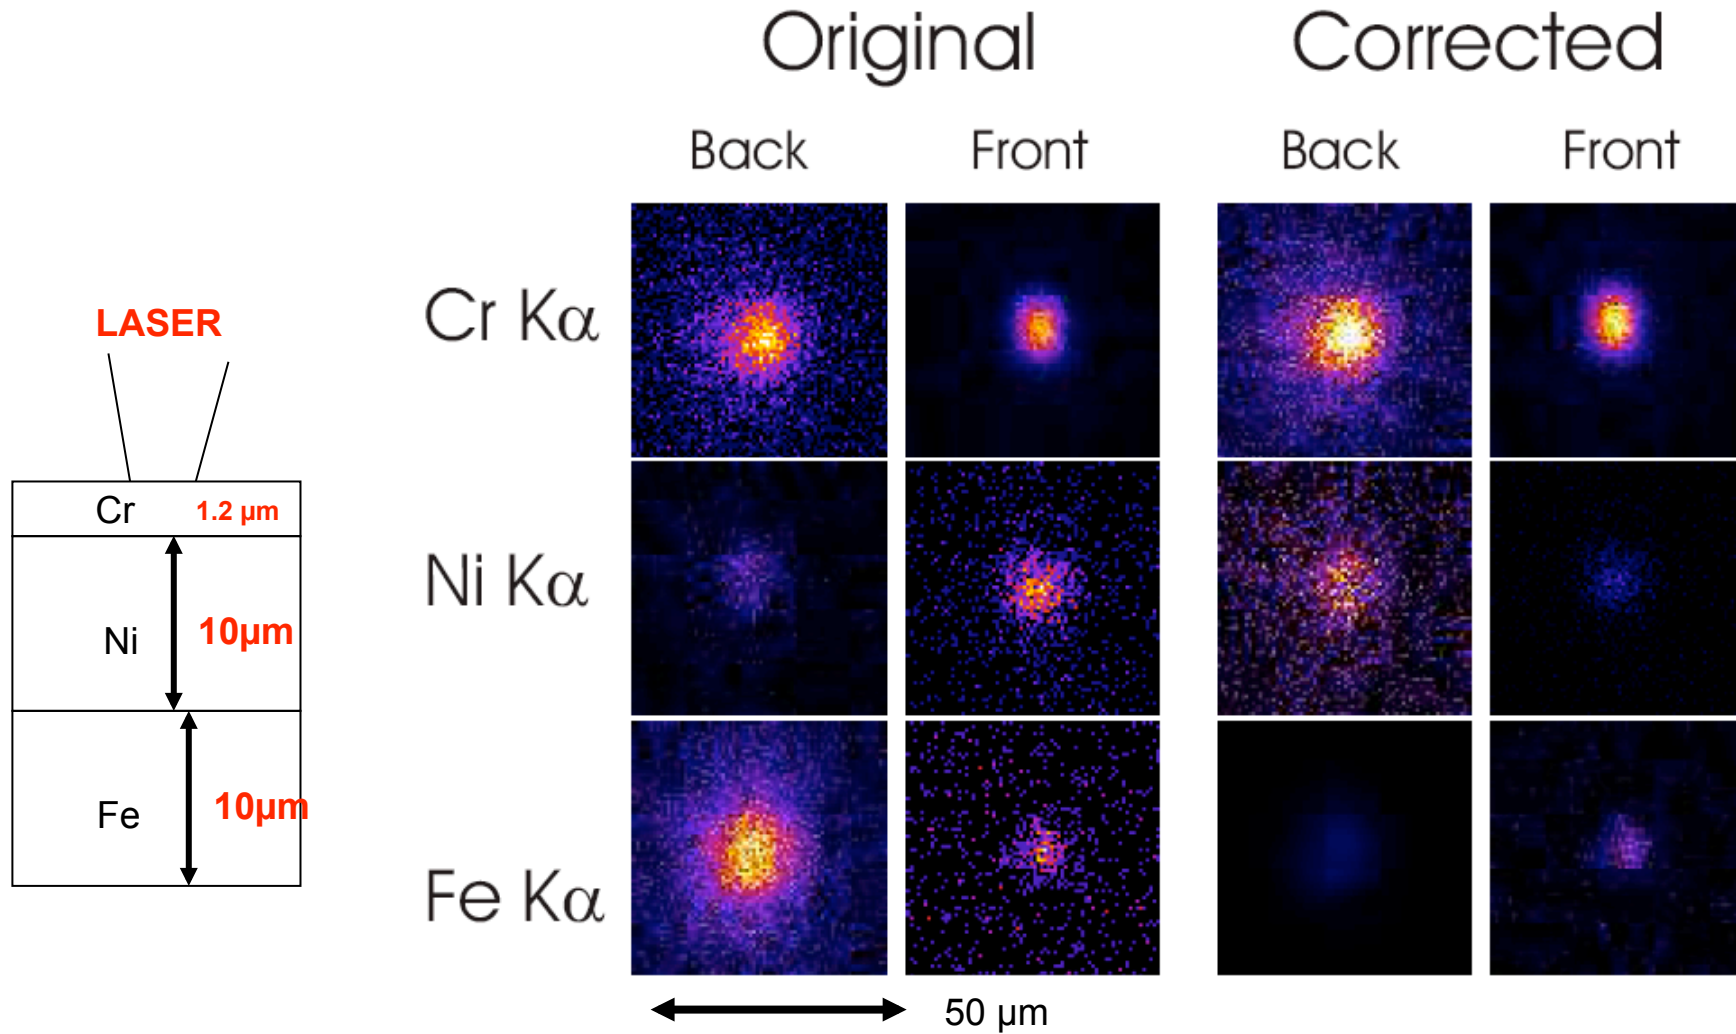 Original Corrected
Back Front Back Front
Cr Kα
LASER
Cr 1.2 µm
Ni Kα
Ni 10µm
Fe 10µm
Fe Kα
50 µm